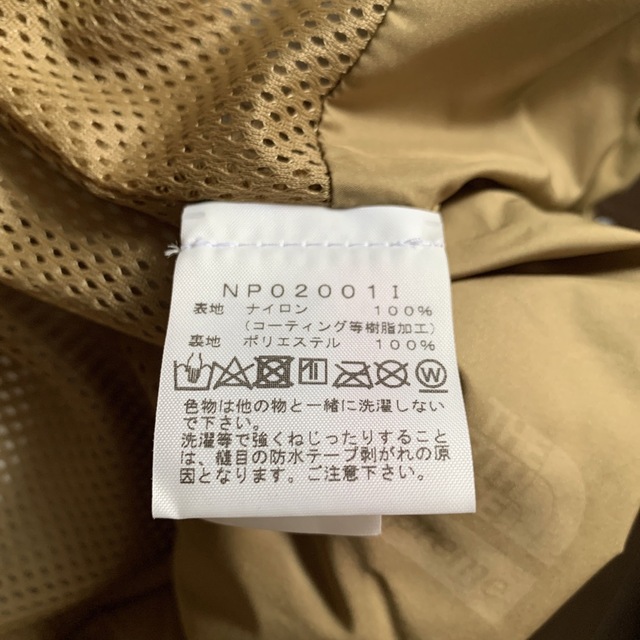 NP02001I
表地 ナイロン 100%
(コーティング等樹脂加工)
裏地 ポリエステル 100%
W
色物は他の物と一緒に洗濯しない
で下さい。
洗濯等で強くねじったりすること
は、縫目の防水テープ剥がれの原
因となります。ご注意下さい。
THE